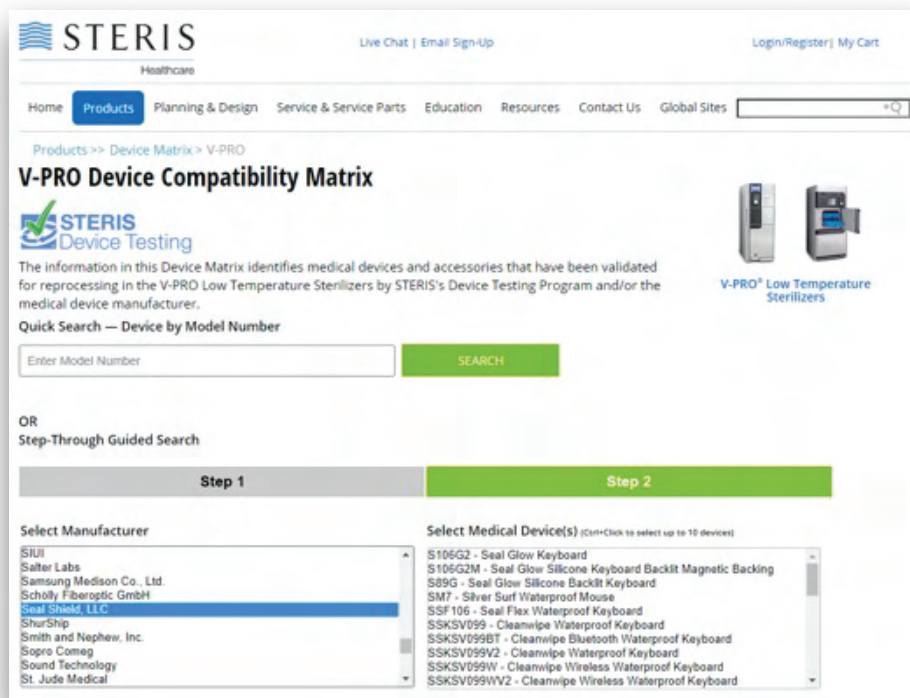 STERIS
Healthcare
Live Chat | Email Sign-Up
Login/Register| My Cart
Home Products Planning & Design Service & Service Parts Education Resources Contact Us Global Sites
Products >> Device Matrix > V-PRO
V-PRO Device Compatibility Matrix
STERIS
Device Testing
The information in this Device Matrix identifies medical devices and accessories that have been validated
for reprocessing in the V-PRO Low Temperature Sterilizers by STERIS's Device Testing Program and/or the
medical device manufacturer.
V-PRO® Low Temperature
Sterilizers
Quick Search — Device by Model Number
Enter Model Number
SEARCH
OR
Step-Through Guided Search
Step 1
Step 2
Select Manufacturer
SIUI
Salter Labs
Samsung Medison Co., Ltd.
Schölly Fiberoptic GmbH
Seal Shield, LLC
ShurShip
Smith and Nephew, Inc.
Sopro Comeg
Sound Technology
St. Jude Medical
Select Medical Device(s) (Ctrl+Click to select up to 10 devices)
S106G2 - Seal Glow Keyboard
S106G2M - Seal Glow Silicone Keyboard Backlit Magnetic Backing
S89G - Seal Glow Silicone Backlit Keyboard
SM7 - Silver Surf Waterproof Mouse
SSF106 - Seal Flex Waterproof Keyboard
SSKSV099 - Cleanwipe Waterproof Keyboard
SSKSV099BT - Cleanwipe Bluetooth Waterproof Keyboard
SSKSV099V2 - Cleanwipe Waterproof Keyboard
SSKSV099W - Cleanwipe Wireless Waterproof Keyboard
SSKSV099WV2 - Cleanwipe Wireless Waterproof Keyboard